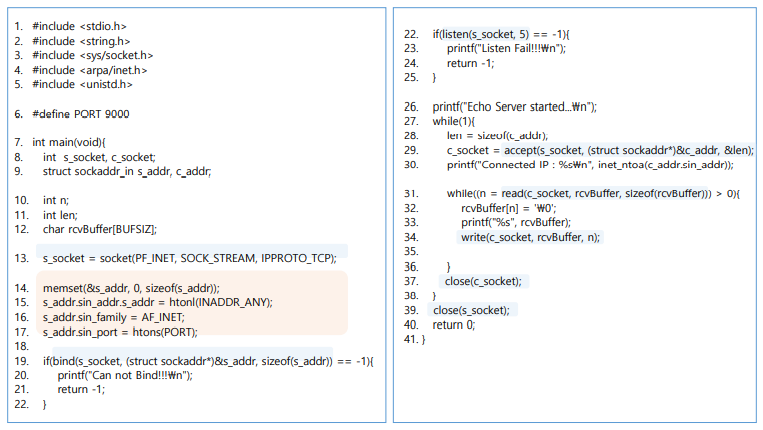 1. #include <stdio.h>
2. #include <string.h>
3. #include <sys/socket.h>
4. #include <arpa/inet.h>
5. #include <unistd.h>
6. #define PORT 9000
7. int main(void){
8. int s_socket, c_socket;
9. struct sockaddr_in s_addr, c_addr;
10. int n;
11. int len;
12. char rcvBuffer[BUFSIZ];
13. s_socket = socket(PF_INET, SOCK_STREAM, IPPROTO_TCP);
14. memset(&s_addr, 0, sizeof(s_addr));
15. s_addr.sin_addr.s_addr = htonl(INADDR_ANY);
16. s_addr.sin_family = AF_INET;
17. s_addr.sin_port = htons(PORT);
18.
19. if(bind(s_socket, (struct sockaddr*)&s_addr, sizeof(s_addr)) == -1){
20. printf("Can not Bind!!!₩n");
21. return -1;
22. }
22. if(listen(s_socket, 5) == -1){
23. printf("Listen Fail!!!₩n");
24. return -1;
25. }
26. printf("Echo Server started...₩n");
27. while(1){
28. len = sizeof(c_addr);
29. c_socket = accept(s_socket, (struct sockaddr*)&c_addr, &len);
30. printf("Connected IP : %s₩n", inet_ntoa(c_addr.sin_addr));
31. while((n = read(c_socket, rcvBuffer, sizeof(rcvBuffer))) > 0){
32. rcvBuffer[n] = '₩0';
33. printf("%s", rcvBuffer);
34. write(c_socket, rcvBuffer, n);
35.
36. }
37. close(c_socket);
38. }
39. close(s_socket);
40. return 0;
41. }